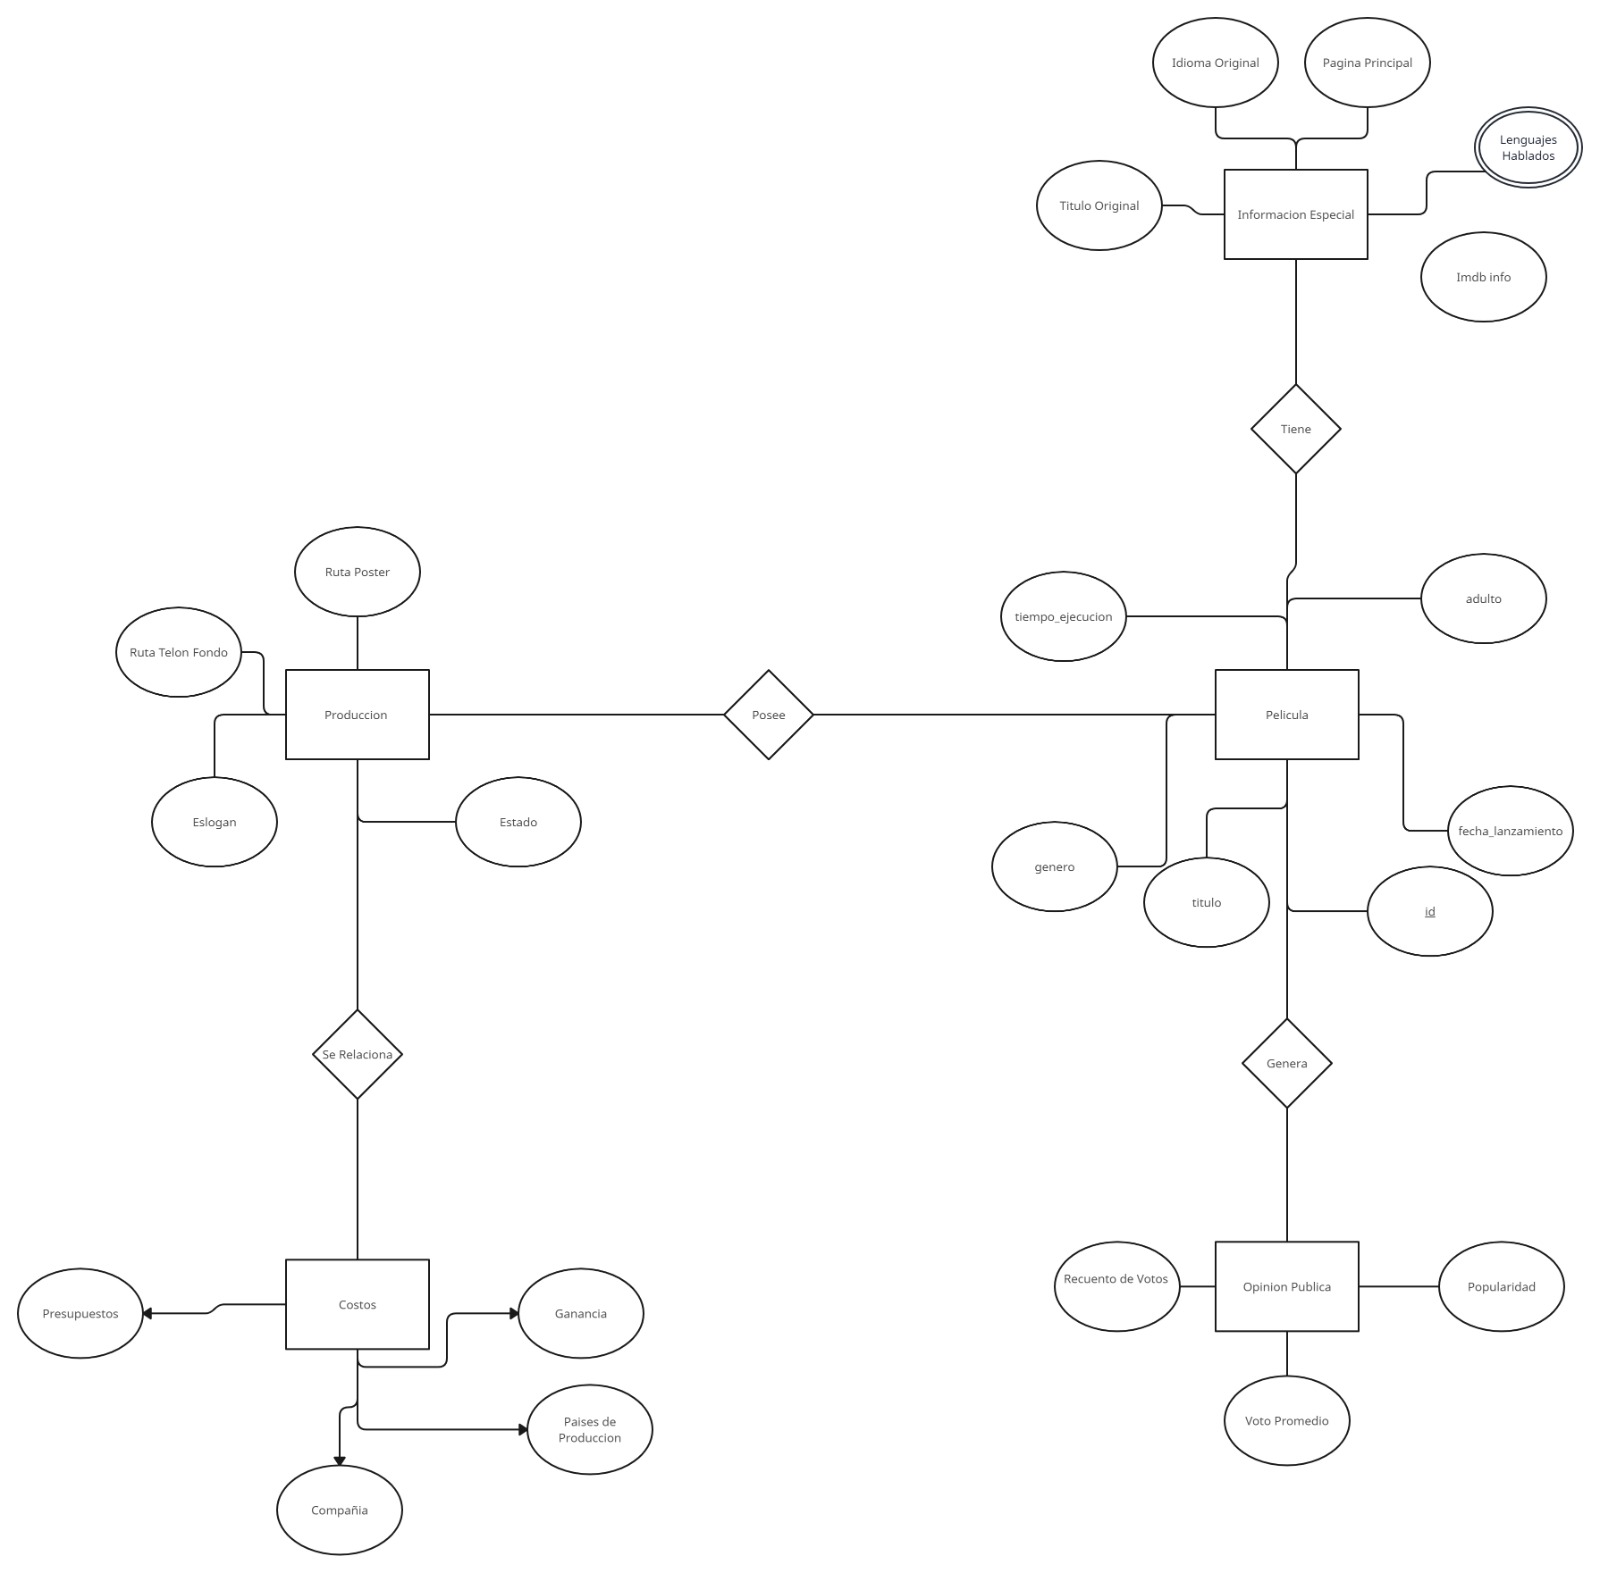 Idioma Original
Pagina Principal
Lenguajes
Hablados
Titulo Original
Informacion Especial
Imdb info
Tiene
Ruta Poster
adulto
tiempo_ejecucion
Ruta Telon Fondo
Produccion
Posee
Pelicula
Eslogan
Estado
fecha_lanzamiento
genero
titulo
id
Se Relaciona
Genera
Recuento de Votos
Opinion Publica
Popularidad
Presupuestos
Costos
Ganancia
Voto Promedio
Paises de
Produccion
Compañia